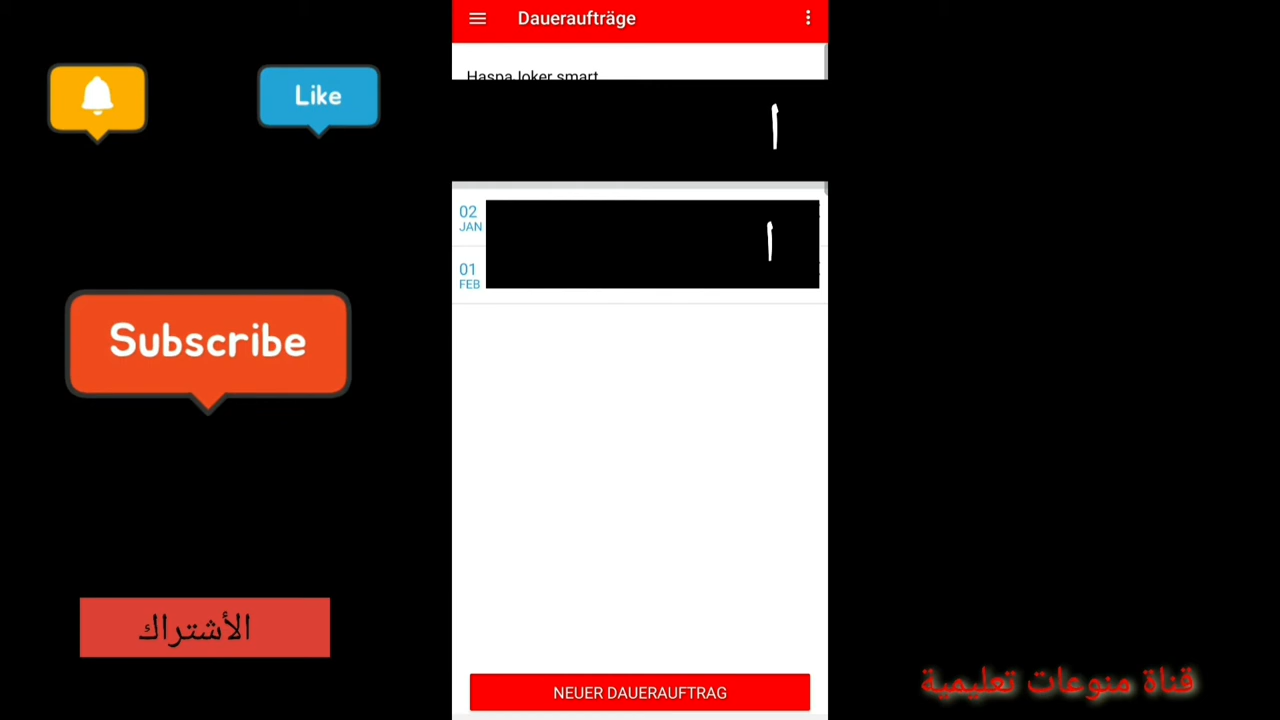 Daueraufträge
Like
Haspa Joker smart
02
JAN
01
FEB
Subscribe
الأشتراك
قناة منوعات تعليمية
NEUER DAUERAUFTRAG